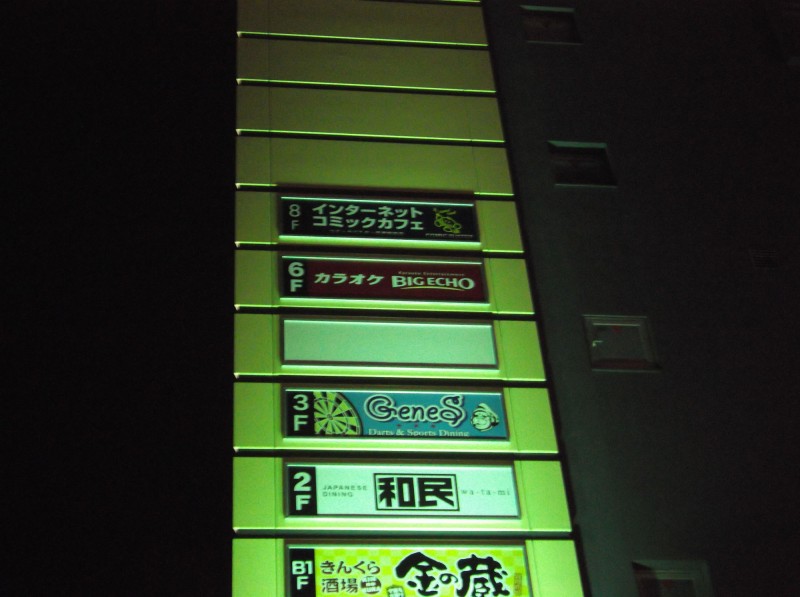 8F
インターネット
コミックカフェ
6F
カラオケ
Karaoke Entertainment
BIG ECHO
3F
GeneS
Darts & Sports Dining
2F
JAPANESE
DINING
和民
wa-ta-mi
B1F
きんくら
酒場
金の蔵